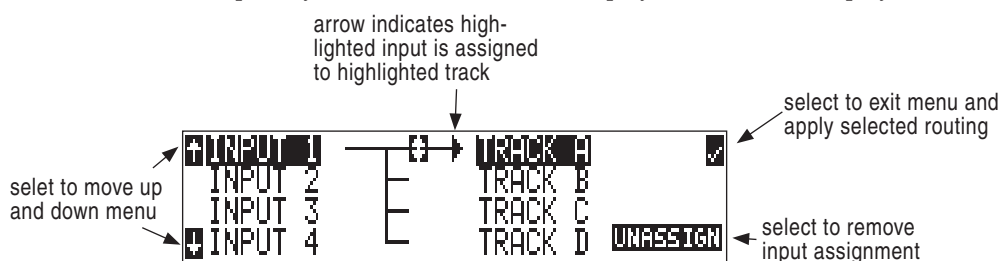 arrow indicates high-
lighted input is assigned
to highlighted track
select to exit menu and
apply selected routing
selet to move up
and down menu
INPUT 1 TRACK A
INPUT 2 TRACK B
INPUT 3 TRACK C
INPUT 4 TRACK D UNASSIGN
select to remove
input assignment